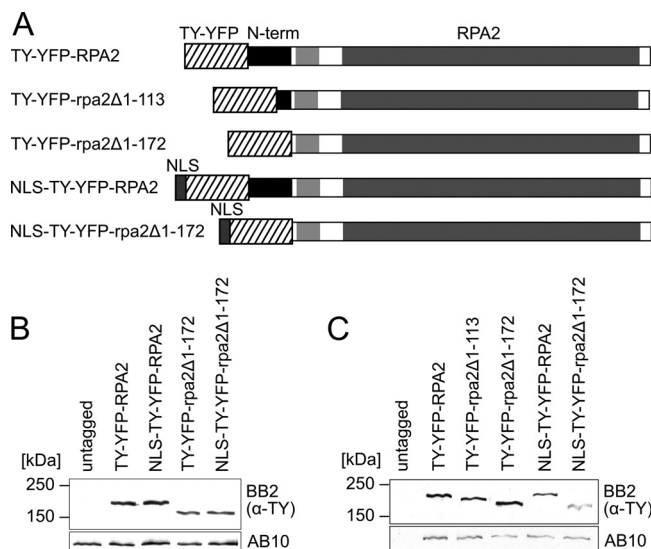 A
TY-YFP N-term RPA2
TY-YFP-RPA2
TY-YFP-rpa2Δ1-113
TY-YFP-rpa2Δ1-172
NLS
NLS-TY-YFP-RPA2
NLS
NLS-TY-YFP-rpa2Δ1-172
B
untagged
TY-YFP-RPA2
NLS-TY-YFP-RPA2
TY-YFP-rpa2Δ1-172
NLS-TY-YFP-rpa2Δ1-172
[kDa]
250
150
BB2
(α-TY)
AB10
C
untagged
TY-YFP-RPA2
TY-YFP-rpa2Δ1-113
TY-YFP-rpa2Δ1-172
NLS-TY-YFP-RPA2
NLS-TY-YFP-rpa2Δ1-172
[kDa]
250
150
BB2
(α-TY)
AB10